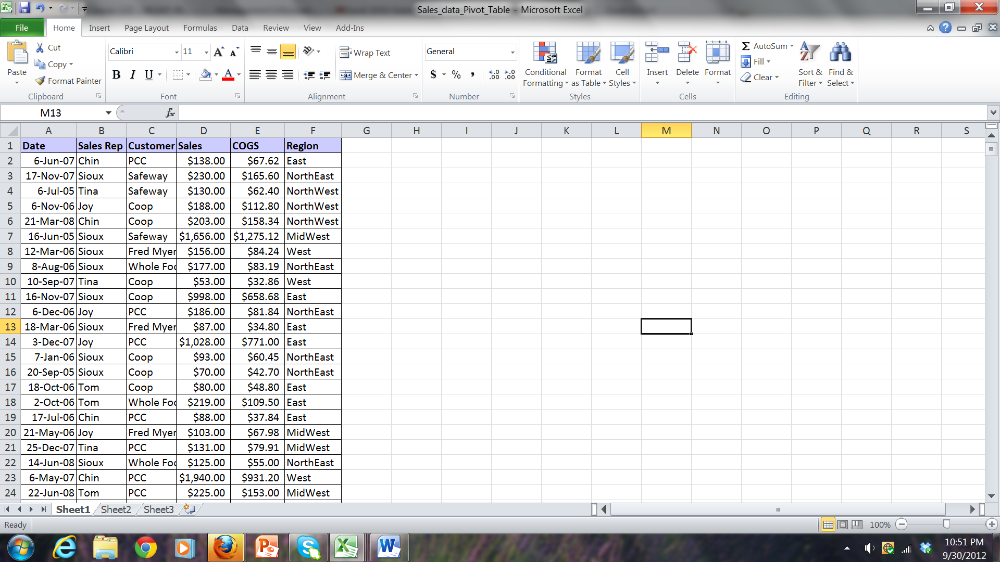 Sales_data_Pivot_Table - Microsoft Excel
File Home Insert Page Layout Formulas Data Review View Add-Ins
Paste
Cut
Copy
Format Painter
Clipboard
Calibri 11
B I U A
Font
Wrap Text
Merge & Center
Alignment
General
$ % ,
Number
Conditional Formatting
Format as Table
Cell Styles
Styles
Insert Delete Format
Cells
Σ AutoSum
Fill
Clear
Sort & Filter
Find & Select
Editing
M13 fx
A B C D E F G H I J K L M N O P Q R S
1 Date Sales Rep Customer Sales COGS Region
2 6-Jun-07 Chin PCC $138.00 $67.62 East
3 17-Nov-07 Sioux Safeway $230.00 $165.60 NorthEast
4 6-Jul-05 Tina Safeway $130.00 $62.40 NorthWest
5 6-Nov-06 Joy Coop $188.00 $112.80 NorthWest
6 21-Mar-08 Chin Coop $203.00 $158.34 NorthWest
7 16-Jun-05 Sioux Safeway $1,656.00 $1,275.12 MidWest
8 12-Mar-06 Sioux Fred Myer $156.00 $84.24 West
9 8-Aug-06 Sioux Whole Foo $177.00 $83.19 NorthEast
10 10-Sep-07 Tina Coop $53.00 $32.86 West
11 16-Nov-07 Sioux Coop $998.00 $658.68 East
12 6-Dec-06 Joy PCC $186.00 $81.84 NorthEast
13 18-Mar-06 Sioux Fred Myer $87.00 $34.80 East
14 3-Dec-07 Joy PCC $1,028.00 $771.00 East
15 7-Jan-06 Sioux Coop $93.00 $60.45 NorthEast
16 20-Sep-05 Sioux Coop $70.00 $42.70 NorthEast
17 18-Oct-06 Tom Coop $80.00 $48.80 East
18 2-Oct-06 Tom Whole Foo $219.00 $109.50 East
19 17-Jul-06 Chin PCC $88.00 $37.84 East
20 21-May-06 Joy Fred Myer $103.00 $67.98 MidWest
21 25-Dec-07 Tina PCC $131.00 $79.91 MidWest
22 14-Jun-08 Sioux Whole Foo $125.00 $55.00 NorthEast
23 6-May-07 Chin PCC $1,940.00 $931.20 West
24 22-Jun-08 Tom PCC $225.00 $153.00 MidWest
Sheet1 Sheet2 Sheet3
Ready 100%
10:51 PM
9/30/2012